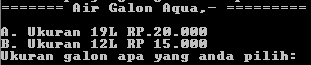 ======= Air Galon Aqua,- =========
A. Ukuran 19L RP.20.000
B. Ukuran 12L RP 15.000
Ukuran galon apa yang anda pilih: